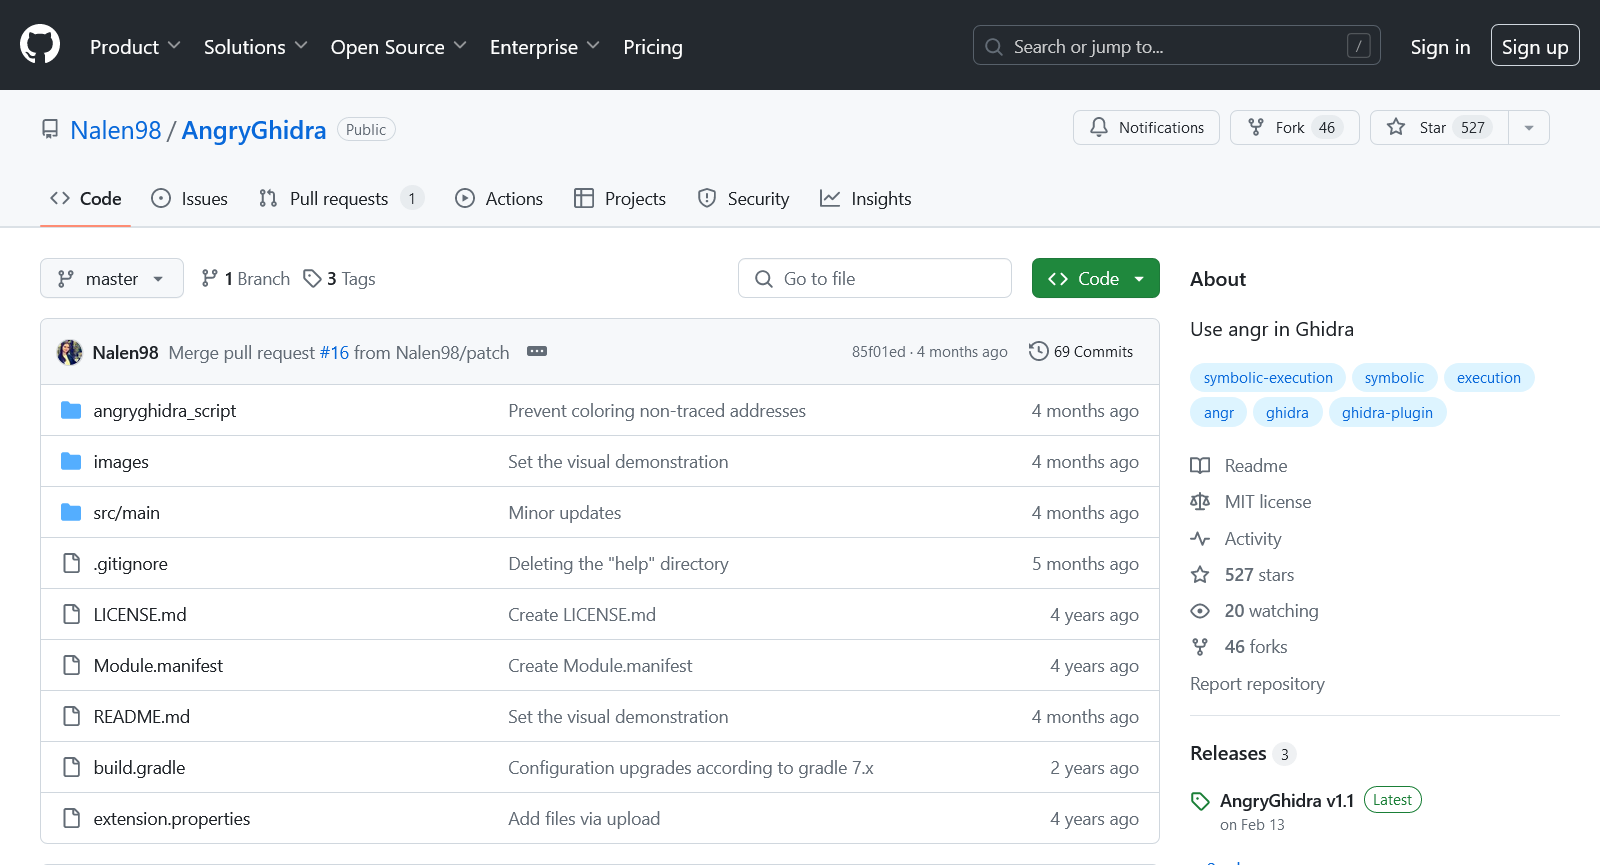 Product Solutions Open Source Enterprise Pricing Search or jump to... / Sign in Sign up
Nalen98 / AngryGhidra Public Notifications Fork 46 Star 527
Code Issues Pull requests 1 Actions Projects Security Insights
master 1 Branch 3 Tags Go to file Code
Nalen98 Merge pull request #16 from Nalen98/patch 85f01ed · 4 months ago 69 Commits
angryghidra_script Prevent coloring non-traced addresses 4 months ago
images Set the visual demonstration 4 months ago
src/main Minor updates 4 months ago
.gitignore Deleting the "help" directory 5 months ago
LICENSE.md Create LICENSE.md 4 years ago
Module.manifest Create Module.manifest 4 years ago
README.md Set the visual demonstration 4 months ago
build.gradle Configuration upgrades according to gradle 7.x 2 years ago
extension.properties Add files via upload 4 years ago
About
Use angr in Ghidra
symbolic-execution symbolic execution
angr ghidra ghidra-plugin
Readme
MIT license
Activity
527 stars
20 watching
46 forks
Report repository
Releases 3
AngryGhidra v1.1 Latest
on Feb 13